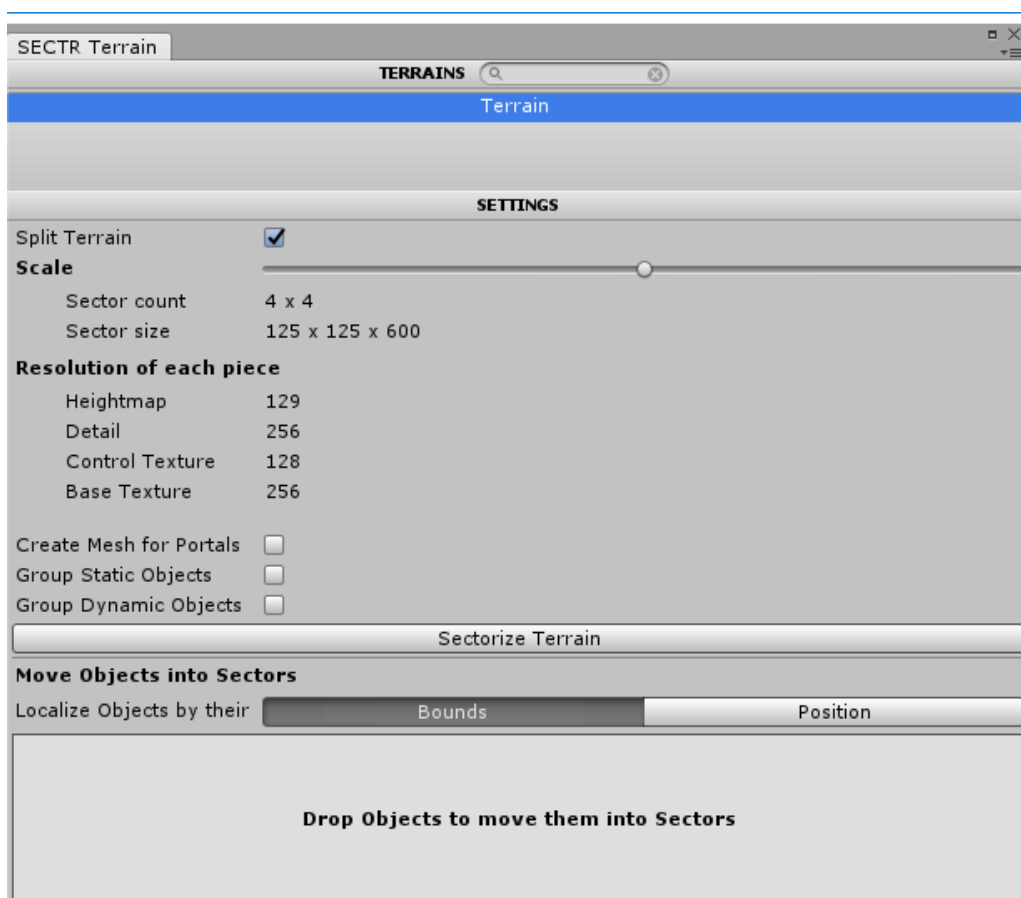 SECTR Terrain
TERRAINS
Terrain
SETTINGS
Split Terrain
Scale
Sector count 4 x 4
Sector size 125 x 125 x 600
Resolution of each piece
Heightmap 129
Detail 256
Control Texture 128
Base Texture 256
Create Mesh for Portals
Group Static Objects
Group Dynamic Objects
Sectorize Terrain
Move Objects into Sectors
Localize Objects by their Bounds Position
Drop Objects to move them into Sectors